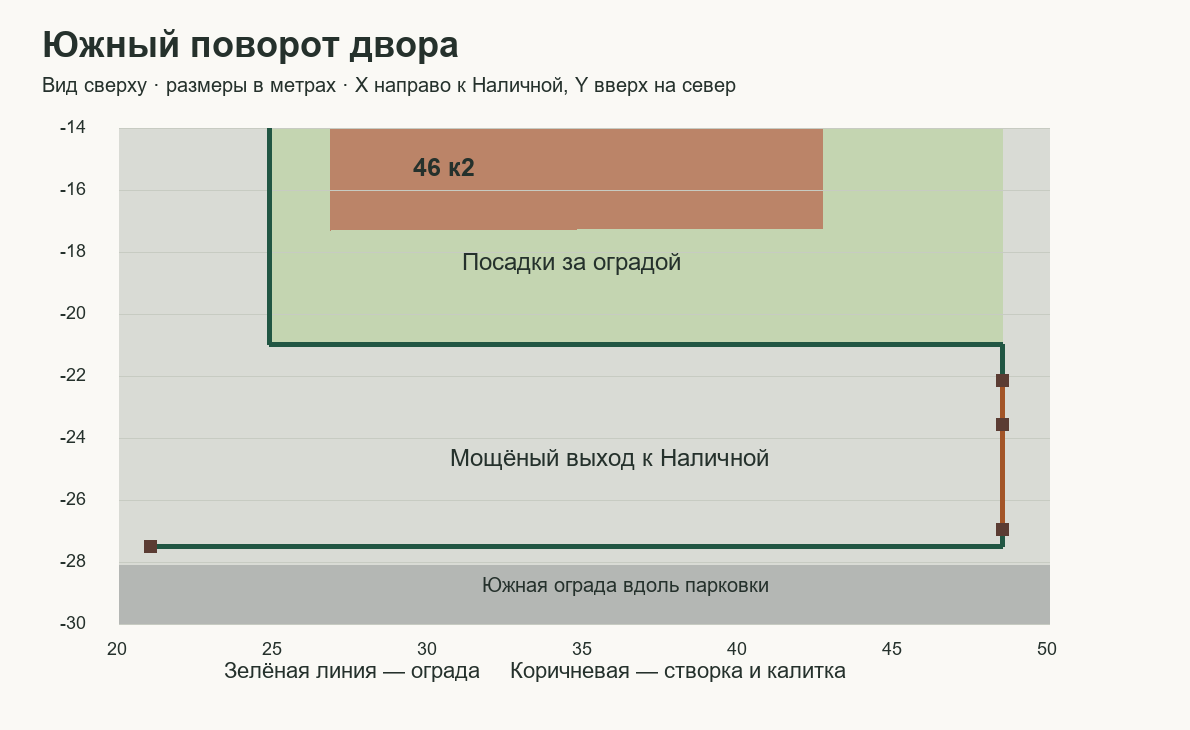 Южный поворот двора
Вид сверху · размеры в метрах · X направо к Наличной, Y вверх на север
-14
46 к2
-16
-18
Посадки за оградой
-20
-22
-24
Мощёный выход к Наличной
-26
-28
Южная ограда вдоль парковки
-30
20 25 30 35 40 45 50
Зелёная линия — ограда Коричневая — створка и калитка